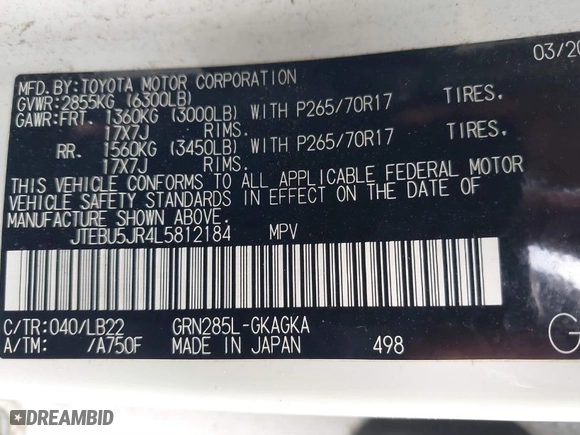 03/20
MFD.BY:TOYOTA MOTOR CORPORATION
GVWR:2855KG (6300LB)
GAWR:FRT. 1360KG (3000LB) WITH P265/70R17 TIRES.
17X7J RIMS.
RR. 1560KG (3450LB) WITH P265/70R17 TIRES.
17X7J RIMS.
THIS VEHICLE CONFORMS TO ALL APPLICABLE FEDERAL MOTOR
VEHICLE SAFETY STANDARDS IN EFFECT ON THE DATE OF
MANUFACTURE SHOWN ABOVE.
JTEBU5JR4L5812184 MPV
C/TR:040/LB22 GRN285L-GKAGKA
A/TM: /A750F MADE IN JAPAN 498
G
DREAMBID